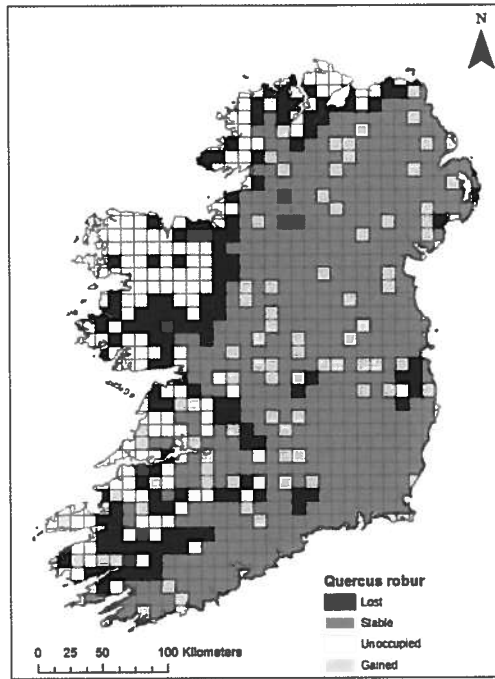 N
Quercus robur
Lost
Stable
Unoccupied
Gained
0 25 50 100 Kilometers